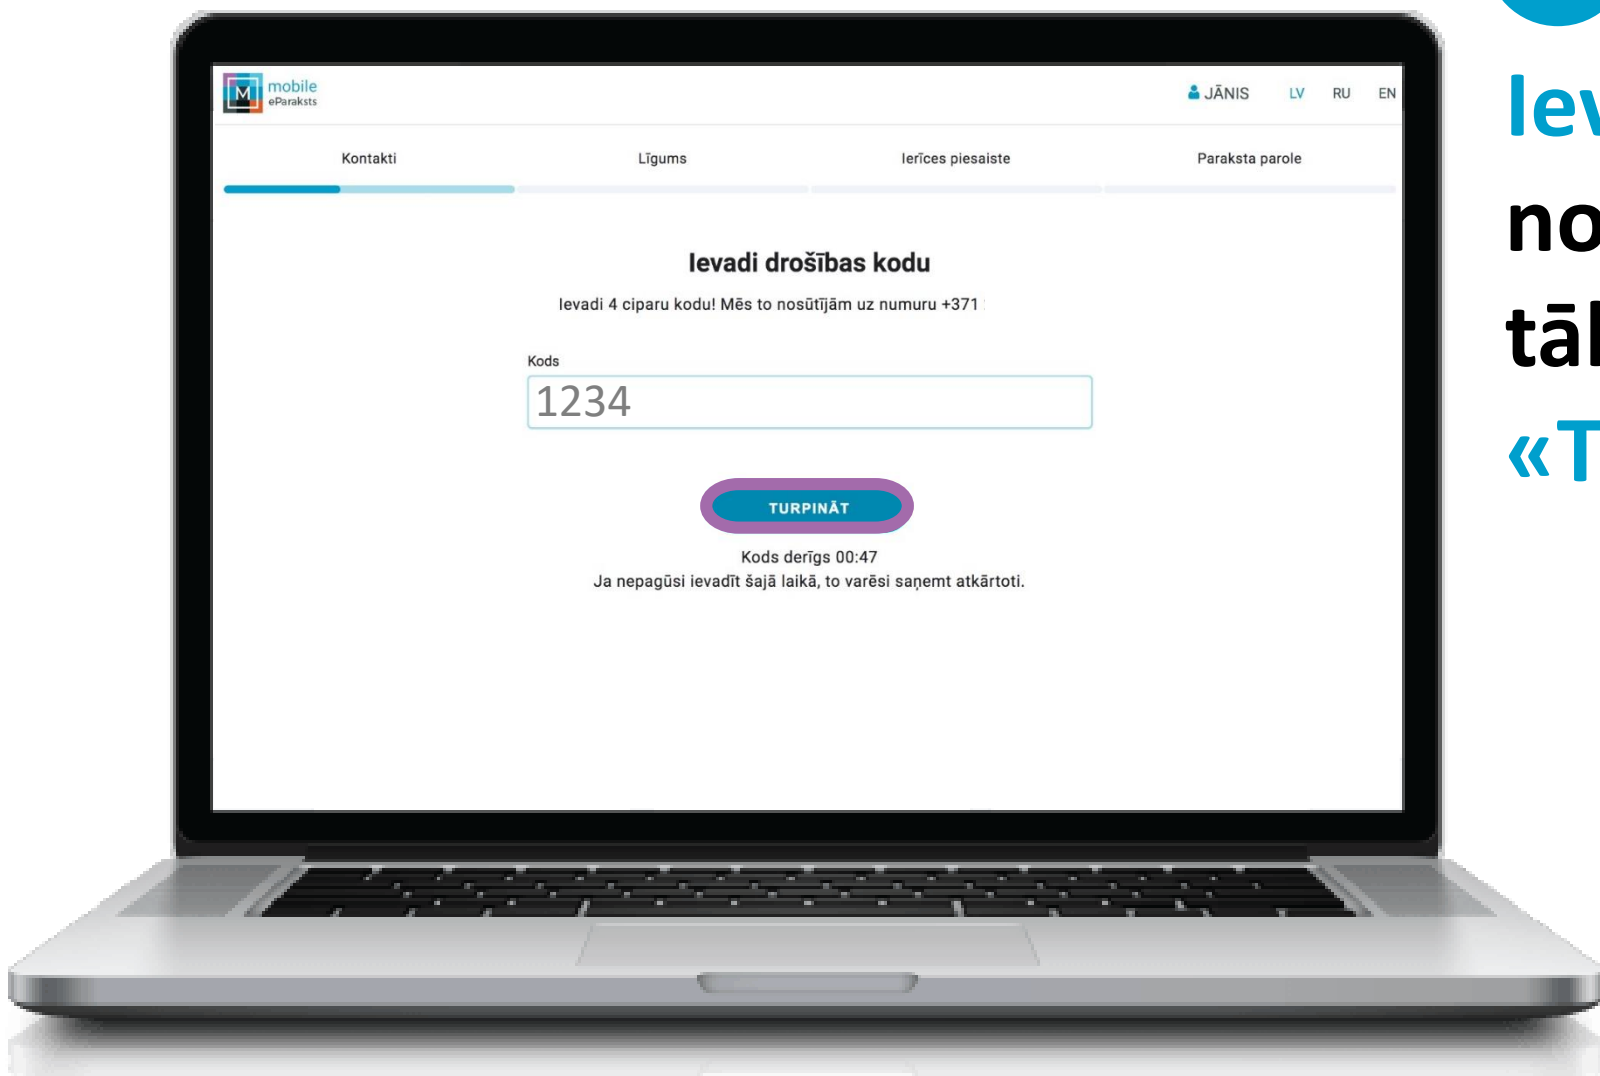 mobile
eParaksts
JĀNIS LV RU EN
Kontakti Līgums Ierīces piesaiste Paraksta parole
Ievadi drošības kodu
Ievadi 4 ciparu kodu! Mēs to nosūtījām uz numuru +371
Kods
1234
TURPINĀT
Kods derīgs 00:47
Ja nepagūsi ievadīt šajā laikā, to varēsi saņemt atkārtoti.